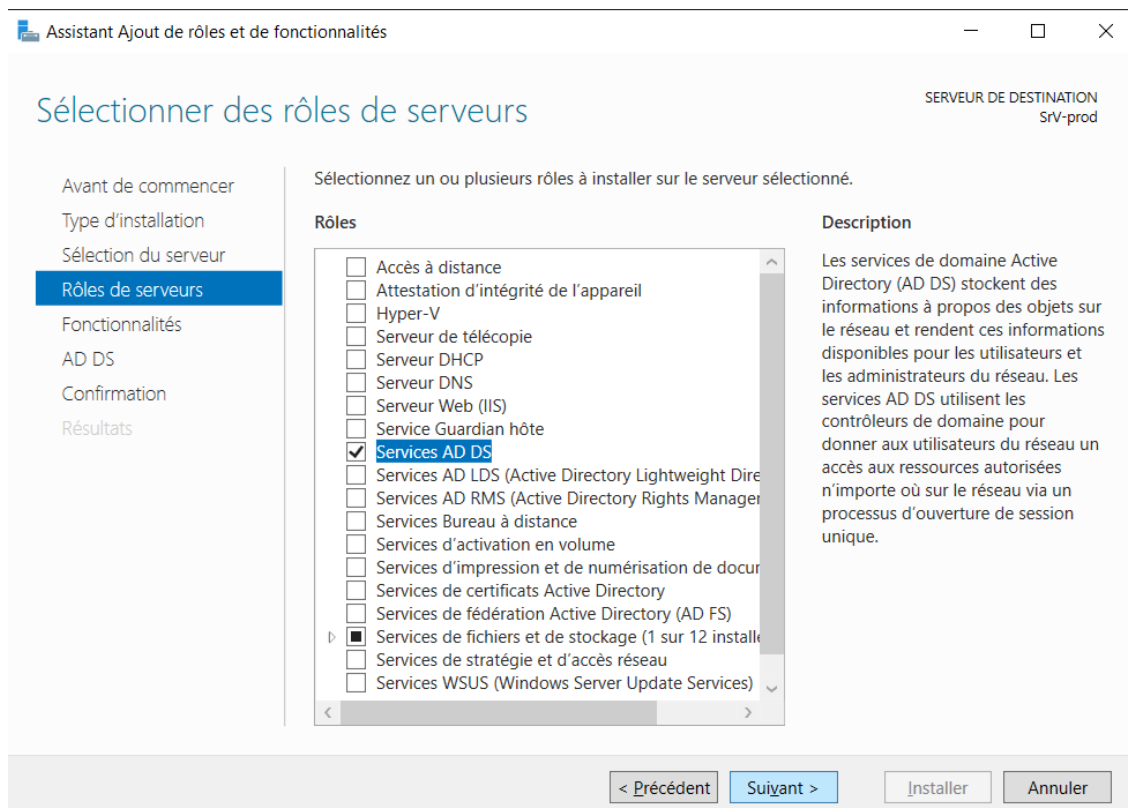 Assistant Ajout de rôles et de fonctionnalités
Sélectionner des rôles de serveurs
SERVEUR DE DESTINATION
SrV-prod
Avant de commencer
Type d'installation
Sélection du serveur
Rôles de serveurs
Fonctionnalités
AD DS
Confirmation
Résultats
Sélectionnez un ou plusieurs rôles à installer sur le serveur sélectionné.
Rôles
Accès à distance
Attestation d'intégrité de l'appareil
Hyper-V
Serveur de télécopie
Serveur DHCP
Serveur DNS
Serveur Web (IIS)
Service Guardian hôte
Services AD DS
Services AD LDS (Active Directory Lightweight Dire
Services AD RMS (Active Directory Rights Manager
Services Bureau à distance
Services d'activation en volume
Services d'impression et de numérisation de docur
Services de certificats Active Directory
Services de fédération Active Directory (AD FS)
Services de fichiers et de stockage (1 sur 12 installe
Services de stratégie et d'accès réseau
Services WSUS (Windows Server Update Services)
Description
Les services de domaine Active
Directory (AD DS) stockent des
informations à propos des objets sur
le réseau et rendent ces informations
disponibles pour les utilisateurs et
les administrateurs du réseau. Les
services AD DS utilisent les
contrôleurs de domaine pour
donner aux utilisateurs du réseau un
accès aux ressources autorisées
n'importe où sur le réseau via un
processus d'ouverture de session
unique.
< Précédent
Suivant >
Installer
Annuler